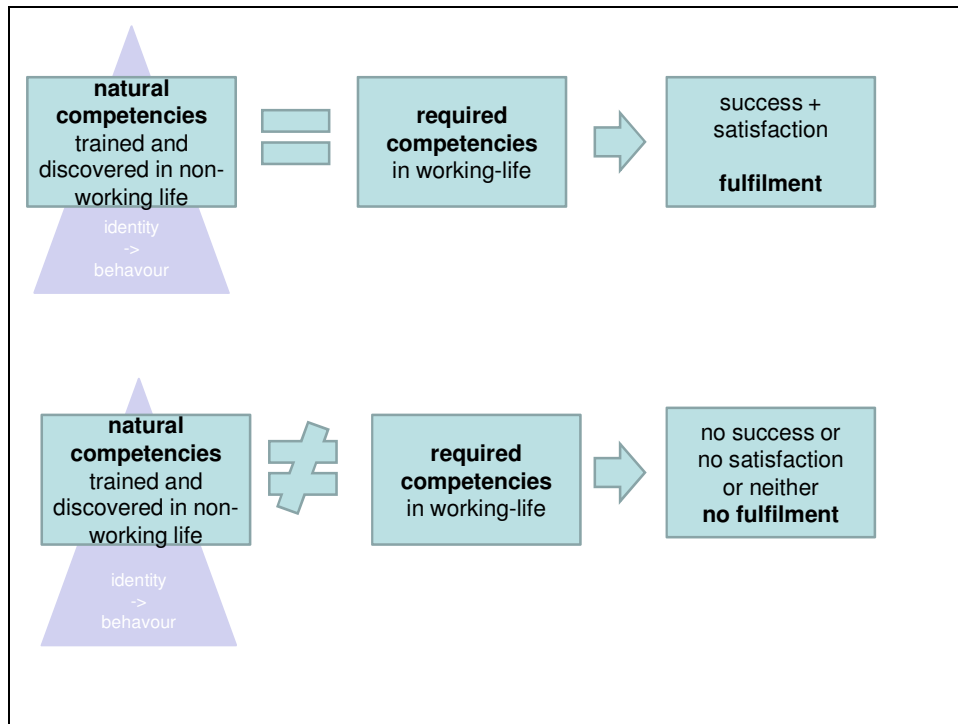 natural
competencies
trained and
discovered in non-
working life
identity
->
behavour
required
competencies
in working-life
success +
satisfaction
fulfilment
natural
competencies
trained and
discovered in non-
working life
identity
->
behavour
required
competencies
in working-life
no success or
no satisfaction
or neither
no fulfilment